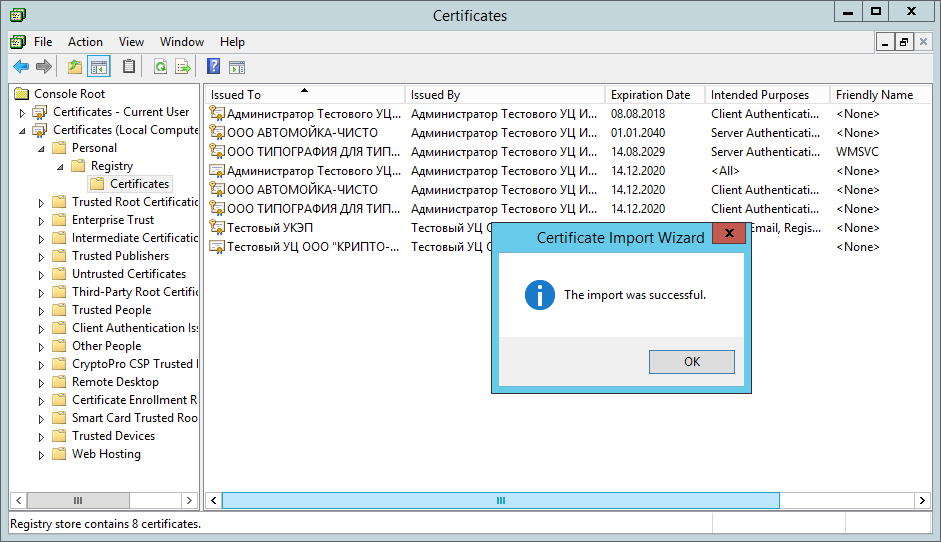 Certificates
File Action View Window Help
Console Root
Certificates - Current User
Certificates (Local Compute
Personal
Registry
Certificates
Trusted Root Certificatio
Enterprise Trust
Intermediate Certificatio
Trusted Publishers
Untrusted Certificates
Third-Party Root Certific
Trusted People
Client Authentication Iss
Other People
CryptoPro CSP Trusted
Remote Desktop
Certificate Enrollment R
Smart Card Trusted Roo
Trusted Devices
Web Hosting
Issued To Issued By Expiration Date Intended Purposes Friendly Name
Администратор Тестового УЦ... Администратор Тестового УЦ И... 08.08.2018 Client Authenticati... <None>
ООО АВТОМОЙКА-ЧИСТО Администратор Тестового УЦ И... 01.01.2040 Server Authenticati... <None>
ООО ТИПОГРАФИЯ ДЛЯ ТИП... Администратор Тестового УЦ И... 14.08.2029 Server Authenticati... WMSVC
Администратор Тестового УЦ... Администратор Тестового УЦ И... 14.12.2020 <All> <None>
ООО АВТОМОЙКА-ЧИСТО Администратор Тестового УЦ И... 14.12.2020 Client Authenticati... <None>
ООО ТИПОГРАФИЯ ДЛЯ ТИП... Администратор Тестового УЦ И... 14.12.2020 Client Authenticati... <None>
Тестовый УКЭП Тестовый УЦ Email, Regis... <None>
Тестовый УЦ ООО "КРИПТО-... Тестовый УЦ <None>
Certificate Import Wizard
The import was successful.
OK
Registry store contains 8 certificates.